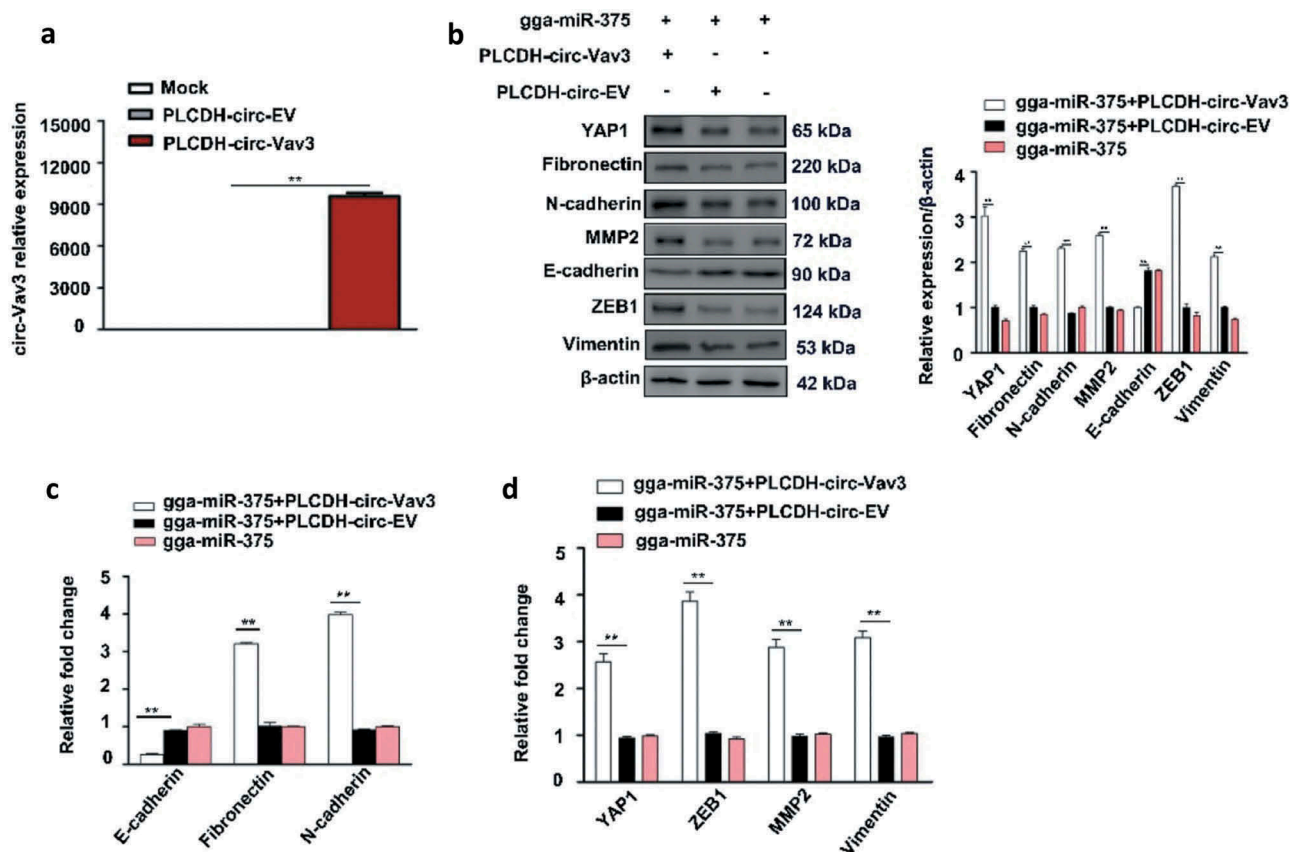 a
Mock
PLCDH-circ-EV
PLCDH-circ-Vav3
circ-Vav3 relative expression
15000
12000
9000
6000
3000
0
**
b
gga-miR-375 + + +
PLCDH-circ-Vav3 + - -
PLCDH-circ-EV - + -
YAP1 65 kDa
Fibronectin 220 kDa
N-cadherin 100 kDa
MMP2 72 kDa
E-cadherin 90 kDa
ZEB1 124 kDa
Vimentin 53 kDa
β-actin 42 kDa
gga-miR-375+PLCDH-circ-Vav3
gga-miR-375+PLCDH-circ-EV
gga-miR-375
Relative expression/β-actin
4
3
2
1
0
** ** ** ** ** ** **
YAP1
Fibronectin
N-cadherin
MMP2
E-cadherin
ZEB1
Vimentin
c
gga-miR-375+PLCDH-circ-Vav3
gga-miR-375+PLCDH-circ-EV
gga-miR-375
Relative fold change
5
4
3
2
1
0
** ** **
E-cadherin
Fibronectin
N-cadherin
d
gga-miR-375+PLCDH-circ-Vav3
gga-miR-375+PLCDH-circ-EV
gga-miR-375
Relative fold change
5
4
3
2
1
0
** ** ** **
YAP1
ZEB1
MMP2
Vimentin